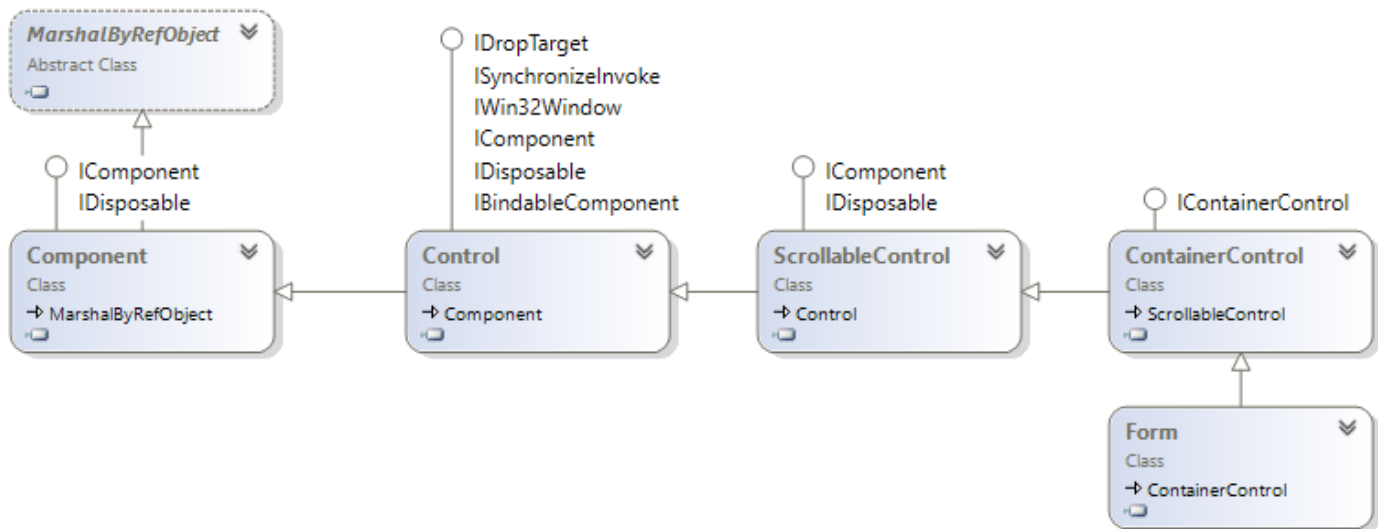 MarshalByRefObject
Abstract Class
IComponent
IDisposable
Component
Class
MarshalByRefObject
IDropTarget
ISynchronizeInvoke
IWin32Window
IComponent
IDisposable
IBindableComponent
Control
Class
Component
IComponent
IDisposable
ScrollableControl
Class
Control
IContainerControl
ContainerControl
Class
ScrollableControl
Form
Class
ContainerControl